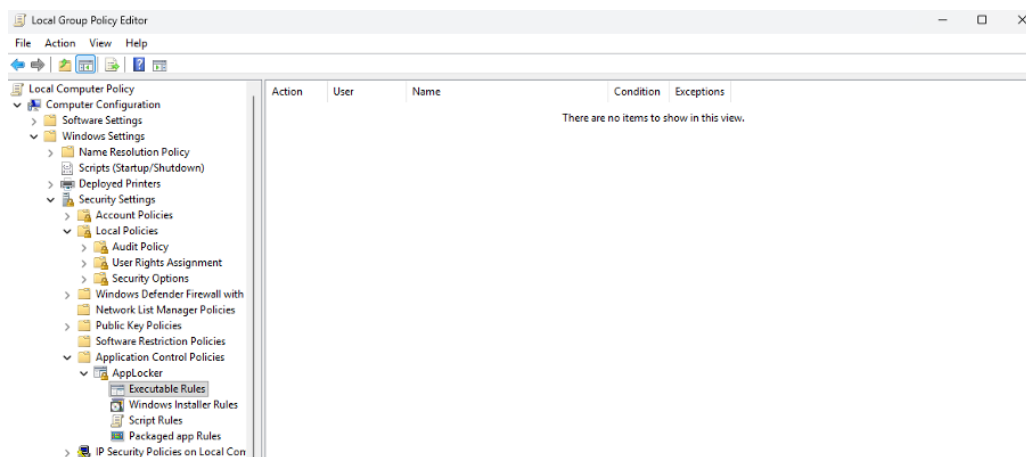 Local Group Policy Editor
File Action View Help
Local Computer Policy
Computer Configuration
Software Settings
Windows Settings
Name Resolution Policy
Scripts (Startup/Shutdown)
Deployed Printers
Security Settings
Account Policies
Local Policies
Audit Policy
User Rights Assignment
Security Options
Windows Defender Firewall with
Network List Manager Policies
Public Key Policies
Software Restriction Policies
Application Control Policies
AppLocker
Executable Rules
Windows Installer Rules
Script Rules
Packaged app Rules
IP Security Policies on Local Con
Action User Name Condition Exceptions
There are no items to show in this view.